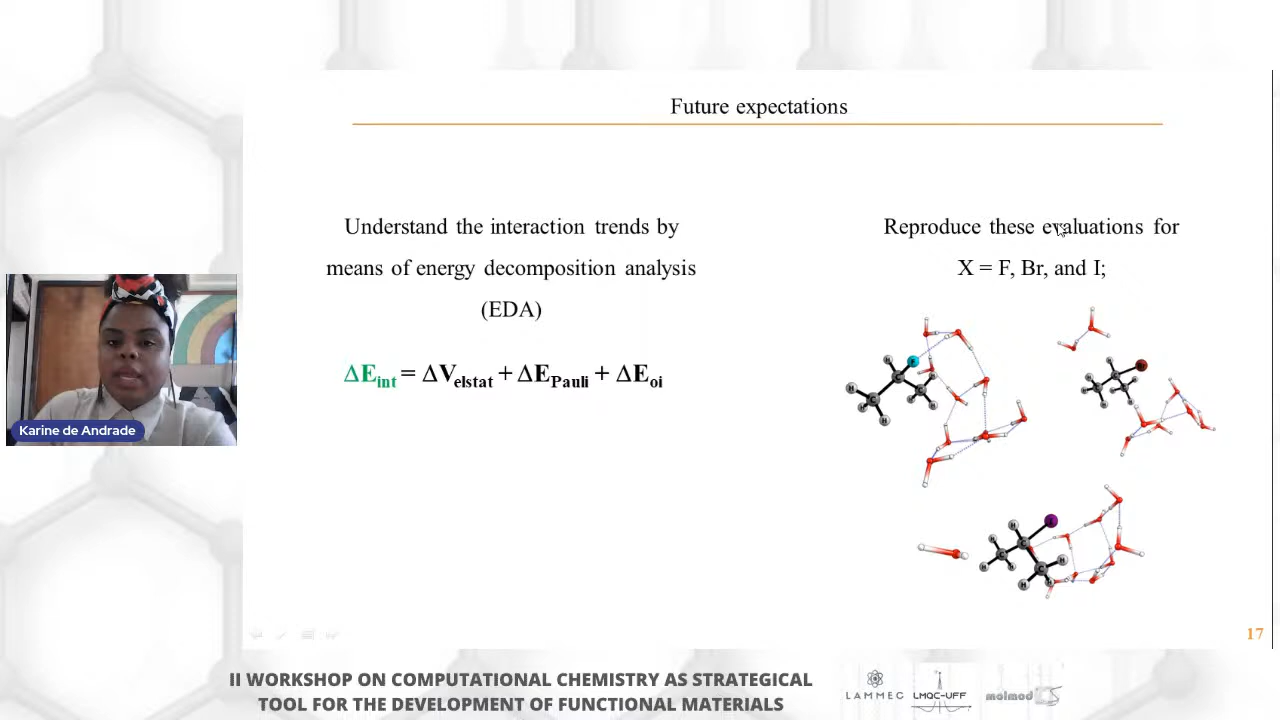 Future expectations
Understand the interaction trends by
means of energy decomposition analysis
(EDA)
ΔEint = ΔVelstat + ΔEPauli + ΔEoi
Reproduce these evaluations for
X = F, Br, and I;
Karine de Andrade
17
II WORKSHOP ON COMPUTATIONAL CHEMISTRY AS STRATEGICAL
TOOL FOR THE DEVELOPMENT OF FUNCTIONAL MATERIALS
LAMMEC
LMQC-UFF
molmod